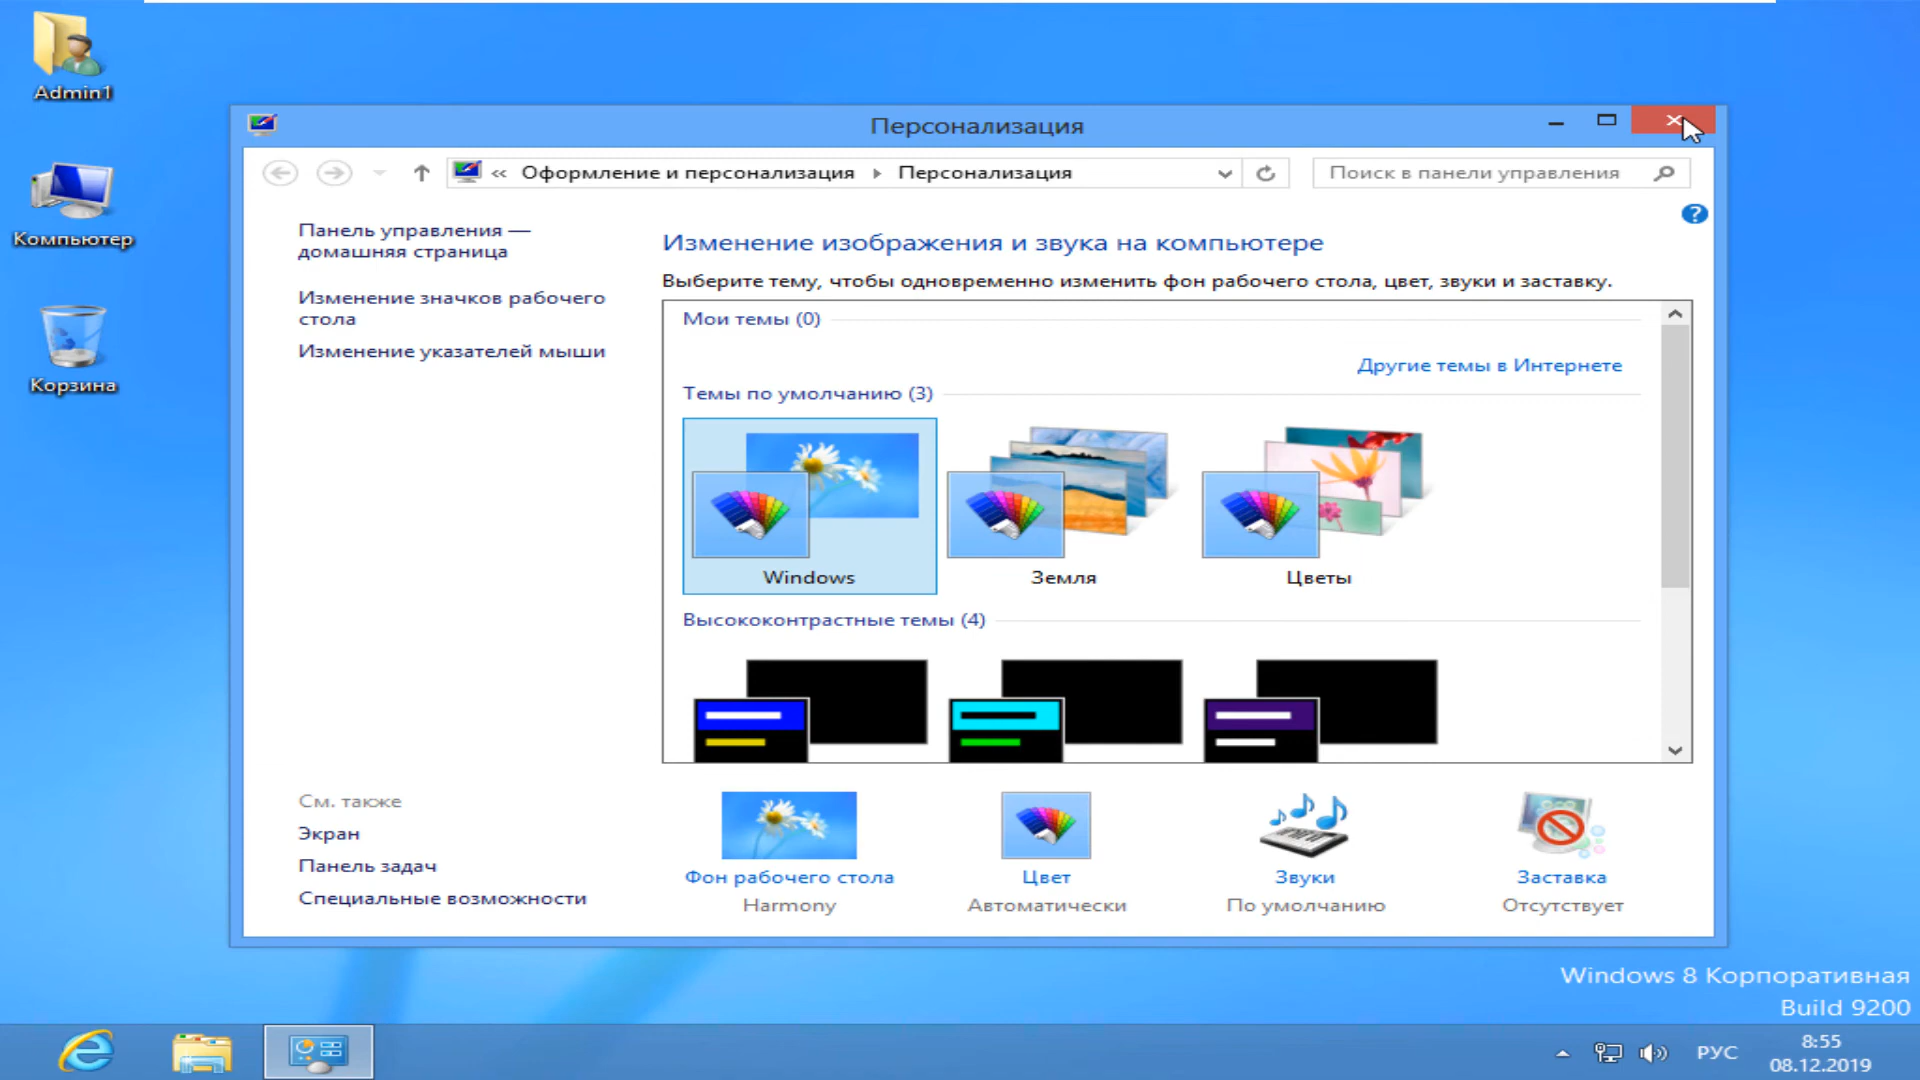 Admin1
Компьютер
Корзина
Персонализация
« Оформление и персонализация Персонализация
Поиск в панели управления
?
Панель управления —
домашняя страница
Изменение значков рабочего
стола
Изменение указателей мыши
Изменение изображения и звука на компьютере
Выберите тему, чтобы одновременно изменить фон рабочего стола, цвет, звуки и заставку.
Мои темы (0)
Другие темы в Интернете
Темы по умолчанию (3)
Windows
Земля
Цветы
Высококонтрастные темы (4)
См. также
Экран
Панель задач
Специальные возможности
Фон рабочего стола
Harmony
Цвет
Автоматически
Звуки
По умолчанию
Заставка
Отсутствует
Windows 8 Корпоративная
Build 9200
РУС
8:55
08.12.2019